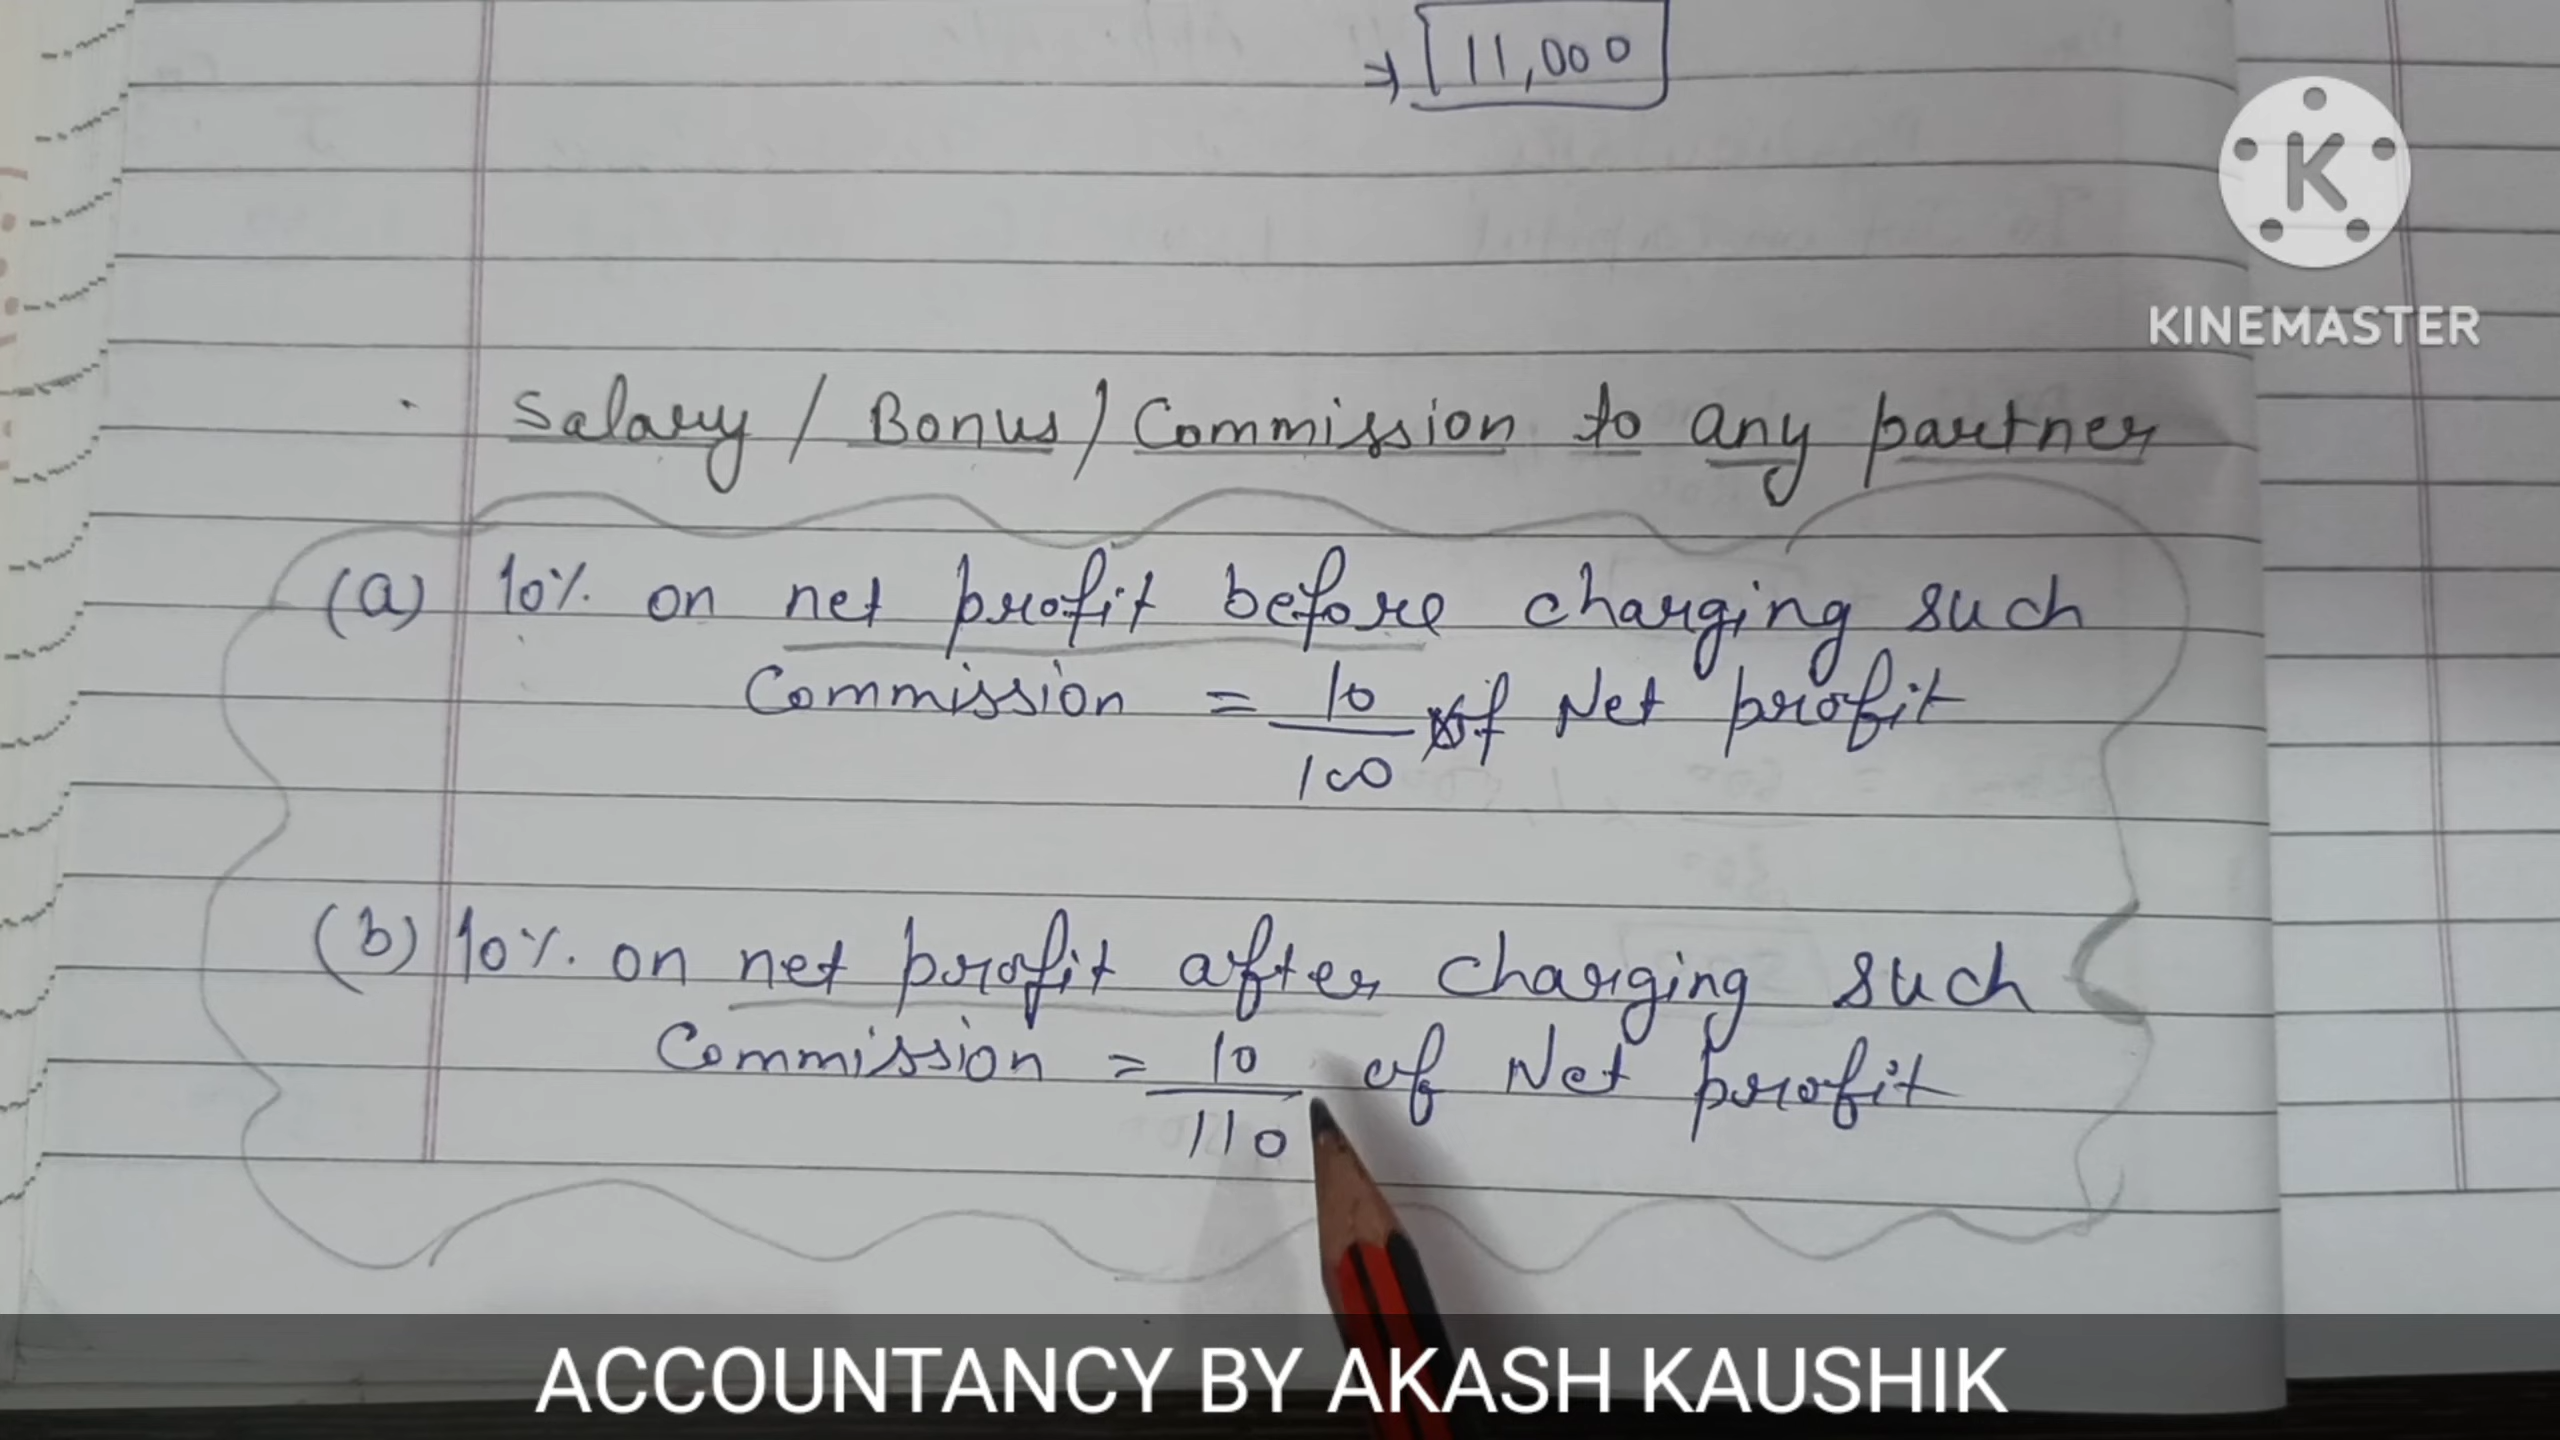 → 11,000
K
KINEMASTER
Salary / Bonus / Commission to any partner
(a) 10% on net profit before charging such
Commission = 10/100 of Net profit
(b) 10% on net profit after charging such
Commission = 10/110 of Net profit
ACCOUNTANCY BY AKASH KAUSHIK